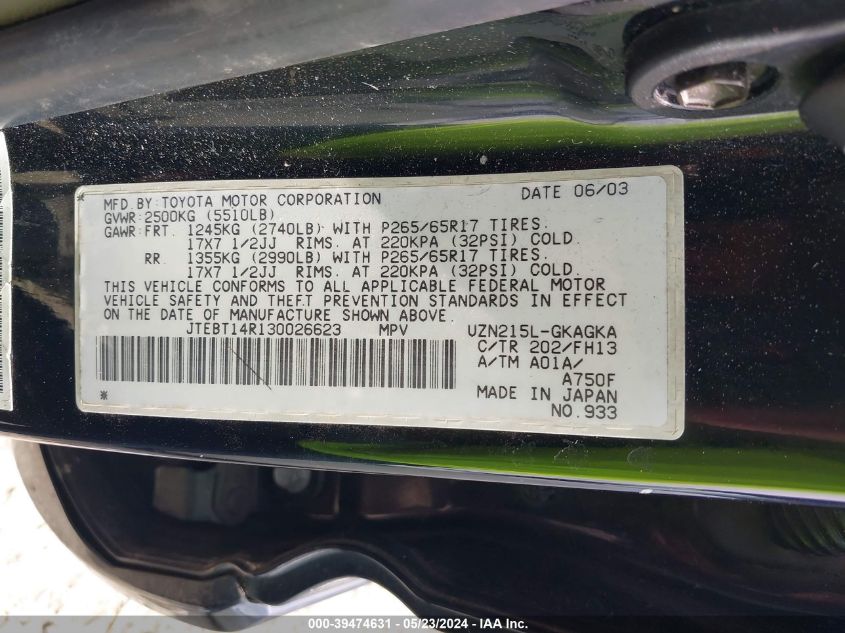 MFD.BY:TOYOTA MOTOR CORPORATION DATE 06/03
GVWR:2500KG (5510LB)
GAWR:FRT. 1245KG (2740LB) WITH P265/65R17 TIRES.
17X7 1/2JJ RIMS. AT 220KPA (32PSI) COLD
RR. 1355KG (2990LB) WITH P265/65R17 TIRES.
17X7 1/2JJ RIMS. AT 220KPA (32PSI) COLD.
THIS VEHICLE CONFORMS TO ALL APPLICABLE FEDERAL MOTOR
VEHICLE SAFETY AND THEFT PREVENTION STANDARDS IN EFFECT
ON THE DATE OF MANUFACTURE SHOWN ABOVE.
JTEBT14R130026623 MPV UZN215L-GKAGKA
C/TR 202/FH13
A/TM A01A/
A750F
MADE IN JAPAN
* NO.933
000-39474631 - 05/23/2024 - IAA, Inc.